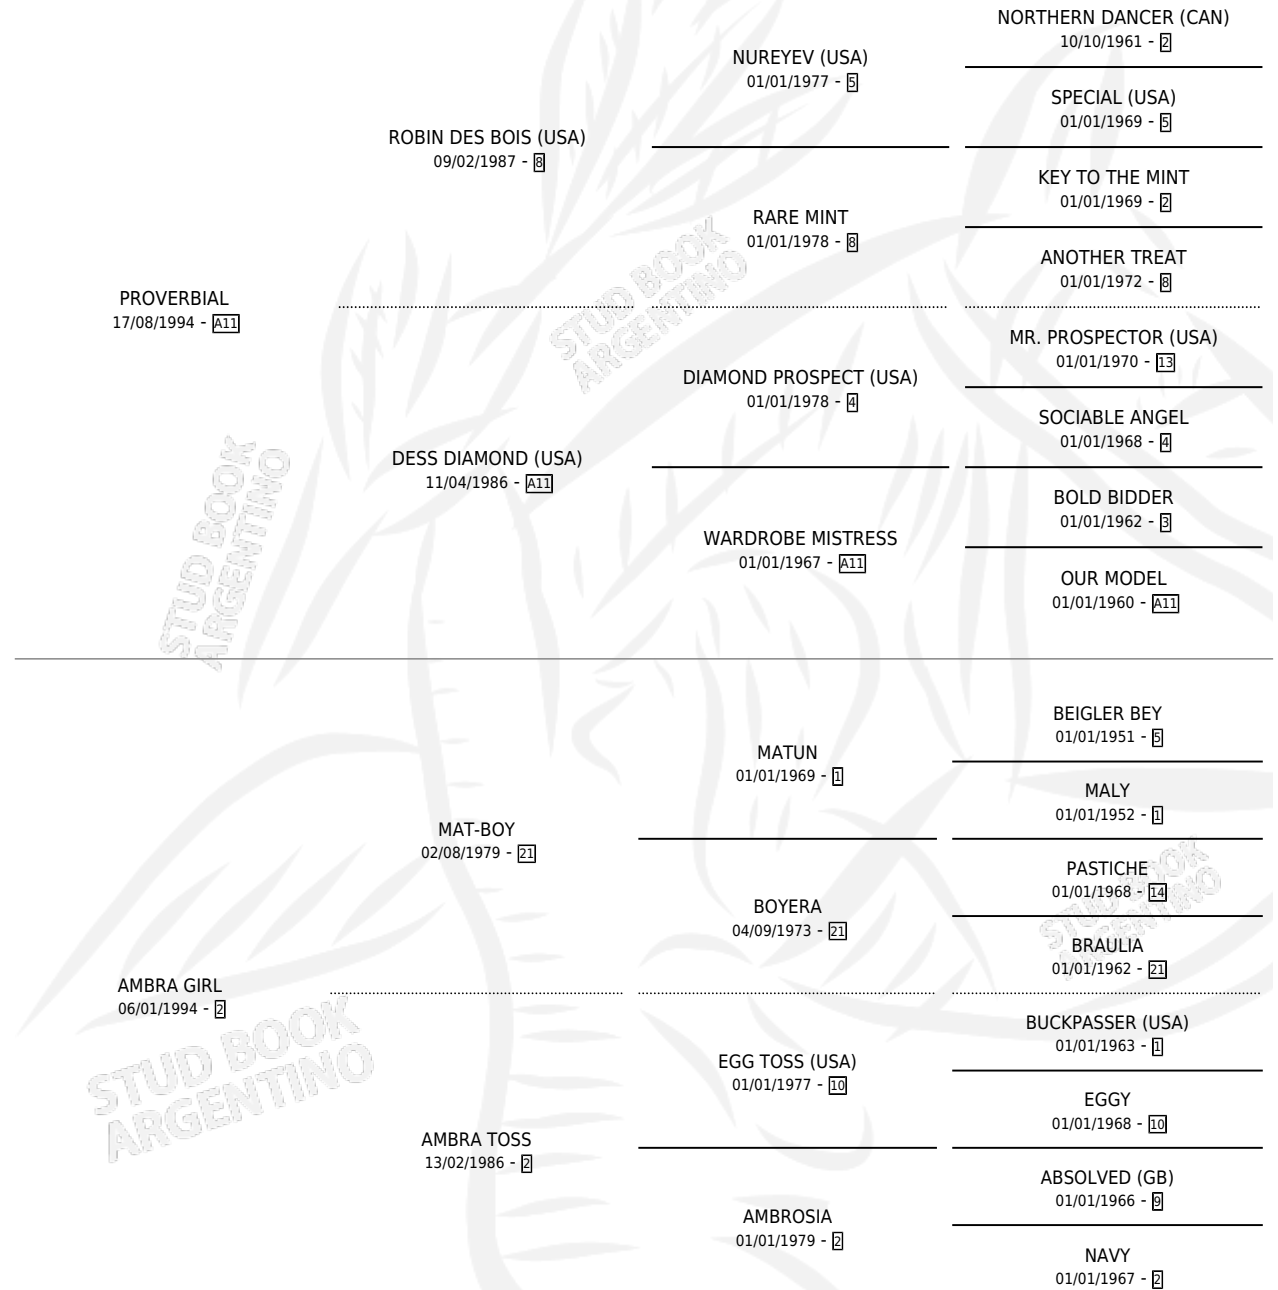 NORTHERN DANCER (CAN)
10/10/1961 - 2
NUREYEV (USA)
01/01/1977 - 5
SPECIAL (USA)
01/01/1969 - 5
ROBIN DES BOIS (USA)
09/02/1987 - 8
KEY TO THE MINT
01/01/1969 - 2
RARE MINT
01/01/1978 - 8
ANOTHER TREAT
01/01/1972 - 8
PROVERBIAL
17/08/1994 - A11
STUD BOOK
ARGENTINO
MR. PROSPECTOR (USA)
01/01/1970 - 13
DIAMOND PROSPECT (USA)
01/01/1978 - 4
SOCIABLE ANGEL
01/01/1968 - 4
DESS DIAMOND (USA)
11/04/1986 - A11
BOLD BIDDER
01/01/1962 - 3
WARDROBE MISTRESS
01/01/1967 - A11
OUR MODEL
01/01/1960 - A11
STUD BOOK
ARGENTINO
BEIGLER BEY
01/01/1951 - 5
MATUN
01/01/1969 - 1
MALY
01/01/1952 - 1
MAT-BOY
02/08/1979 - 21
PASTICHE
01/01/1968 - 14
BOYERA
04/09/1973 - 21
BRAULIA
01/01/1962 - 21
STUD BOOK
ARGENTINO
AMBRA GIRL
06/01/1994 - 2
STUD BOOK
ARGENTINO
BUCKPASSER (USA)
01/01/1963 - 1
EGG TOSS (USA)
01/01/1977 - 10
EGGY
01/01/1968 - 10
AMBRA TOSS
13/02/1986 - 2
ABSOLVED (GB)
01/01/1966 - 9
AMBROSIA
01/01/1979 - 2
NAVY
01/01/1967 - 2